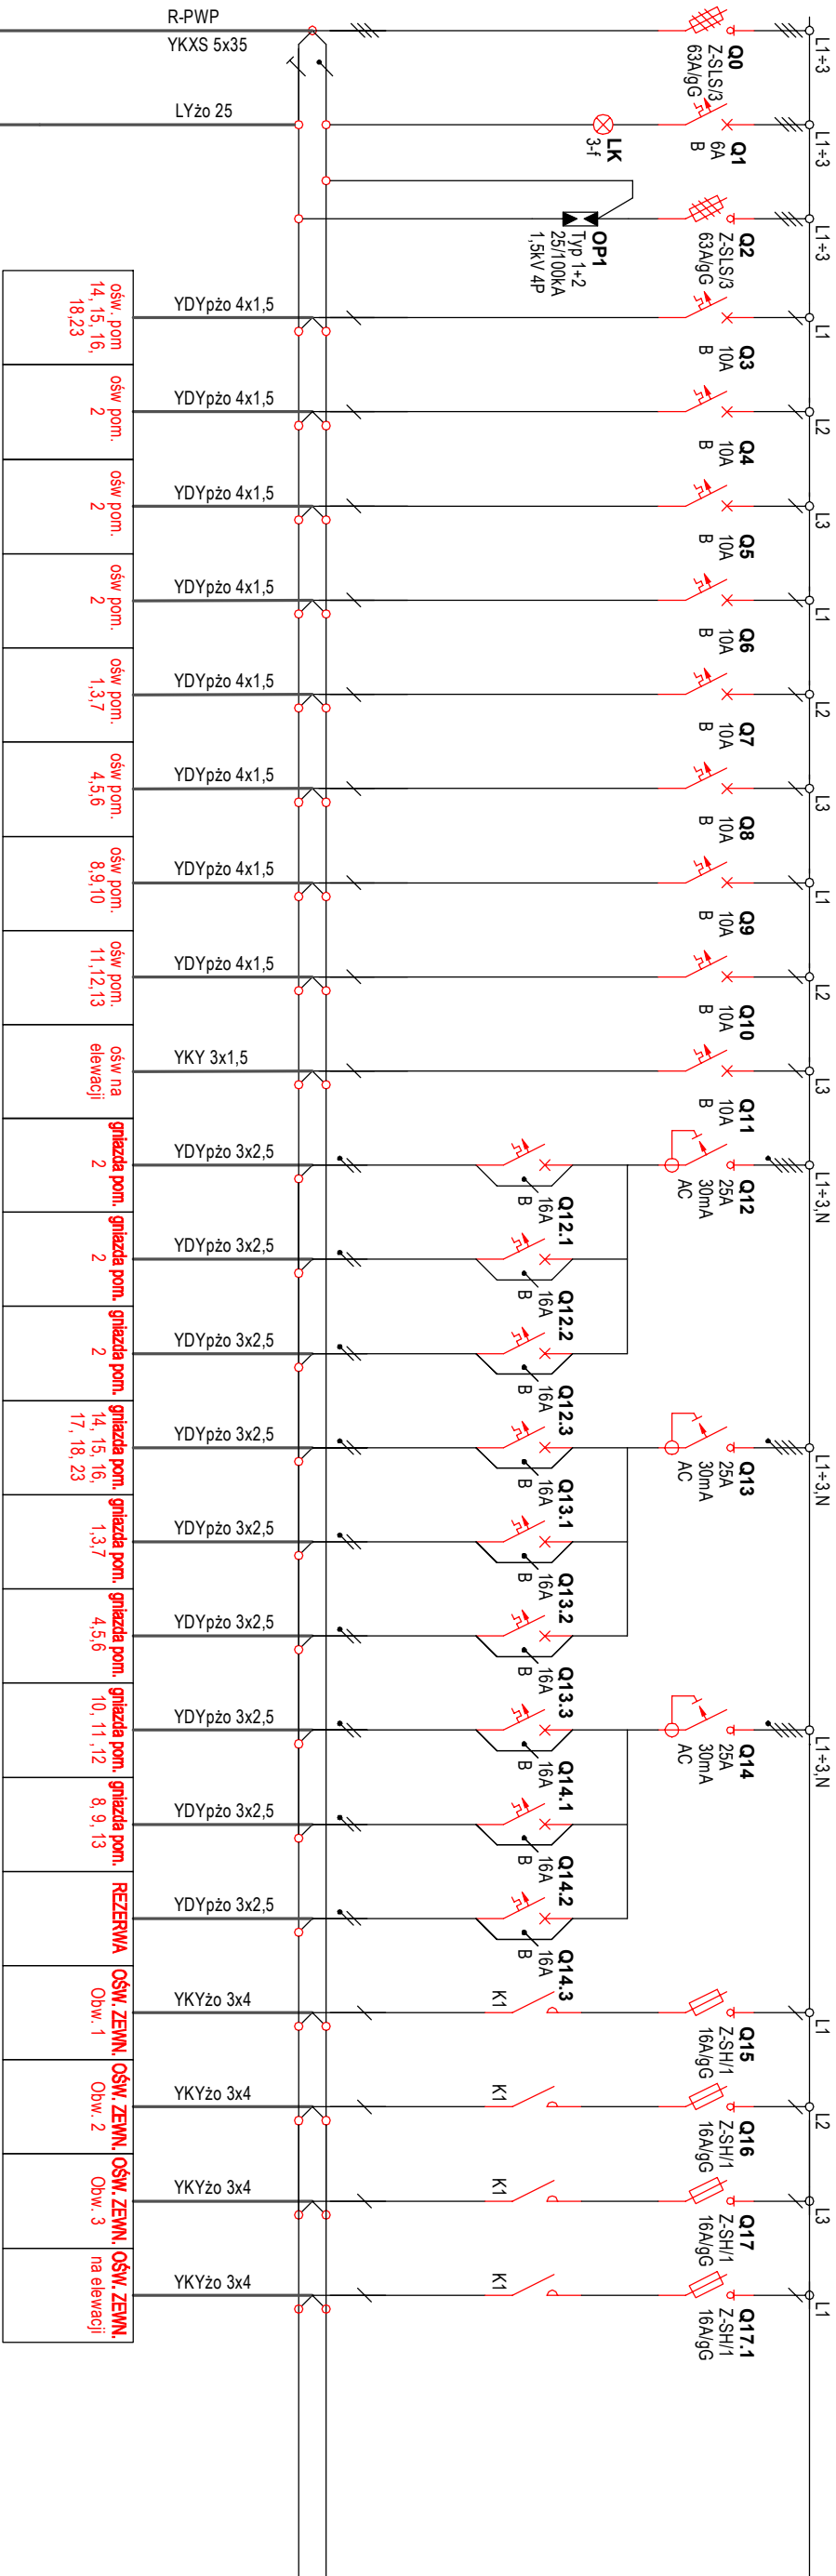 R-PWP
YKXS 5x35
Q0
Z-SLS/3
63A/gG
L1÷3
LYżo 25
LK
3-f
Q1
6A
B
L1÷3
OP1
Typ 1+2
25/100kA
1,5kV 4P
Q2
Z-SLS/3
63A/gG
L1÷3
ośw. pom
14, 15, 16,
18,23
YDYpżo 4x1,5
Q3
10A
B
L1
ośw pom.
2
YDYpżo 4x1,5
Q4
10A
B
L2
ośw pom.
2
YDYpżo 4x1,5
Q5
10A
B
L3
ośw pom.
2
YDYpżo 4x1,5
Q6
10A
B
L1
ośw pom.
1,3,7
YDYpżo 4x1,5
Q7
10A
B
L2
ośw pom.
4,5,6
YDYpżo 4x1,5
Q8
10A
B
L3
ośw pom.
8,9,10
YDYpżo 4x1,5
Q9
10A
B
L1
ośw pom.
11,12,13
YDYpżo 4x1,5
Q10
10A
B
L2
ośw na
elewacji
YKY 3x1,5
Q11
10A
B
L3
gniazda pom.
2
YDYpżo 3x2,5
Q12.1
16A
B
Q12
25A
30mA
AC
L1÷3,N
gniazda pom.
2
YDYpżo 3x2,5
Q12.2
16A
B
gniazda pom.
2
YDYpżo 3x2,5
Q12.3
16A
B
gniazda pom.
14, 15, 16,
17, 18, 23
YDYpżo 3x2,5
Q13.1
16A
B
Q13
25A
30mA
AC
L1÷3,N
gniazda pom.
1,3,7
YDYpżo 3x2,5
Q13.2
16A
B
gniazda pom.
4,5,6
YDYpżo 3x2,5
Q13.3
16A
B
gniazda pom.
10, 11 ,12
YDYpżo 3x2,5
Q14.1
16A
B
Q14
25A
30mA
AC
L1÷3,N
gniazda pom.
8, 9, 13
YDYpżo 3x2,5
Q14.2
16A
B
REZERWA
YDYpżo 3x2,5
Q14.3
16A
B
OŚW. ZEWN.
Obw. 1
YKYżo 3x4
K1
Q15
Z-SH/1
16A/gG
L1
OŚW. ZEWN.
Obw. 2
YKYżo 3x4
K1
Q16
Z-SH/1
16A/gG
L2
OŚW. ZEWN.
Obw. 3
YKYżo 3x4
K1
Q17
Z-SH/1
16A/gG
L3
OŚW. ZEWN.
na elewacji
YKYżo 3x4
K1
Q17.1
Z-SH/1
16A/gG
L1